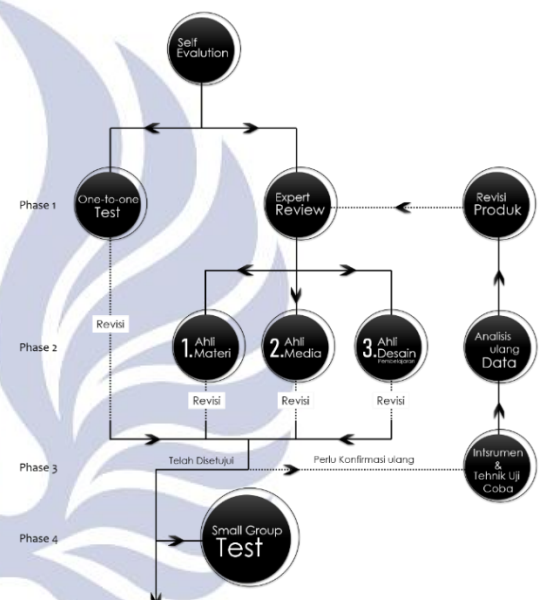 Self
Evalution
Phase 1
One-to-one
Test
Expert
Review
Revisi
Produk
Revisi
Phase 2
1. Ahli
Materi
2. Ahli
Media
3. Ahli
Desain
Pembelajaran
Analisis
ulang
Data
Revisi
Revisi
Revisi
Phase 3
Telah Disetujui
Perlu Konfirmasi ulang
Intsrumen
&
Tehnik Uji
Coba
Phase 4
Small Group
Test